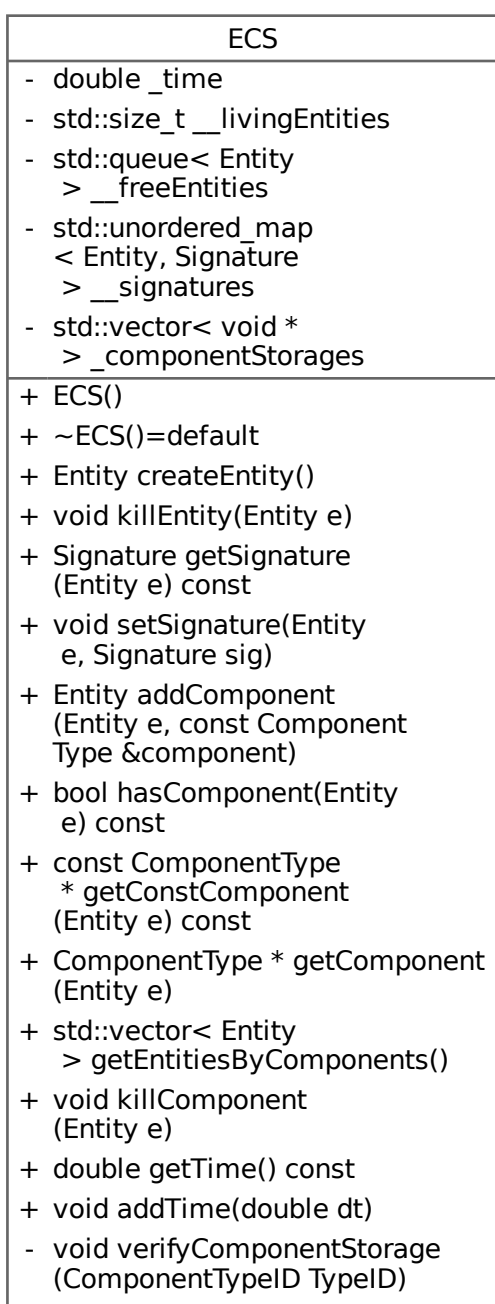 ECS
- double _time
- std::size_t __livingEntities
- std::queue< Entity
> __freeEntities
- std::unordered_map
< Entity, Signature
> __signatures
- std::vector< void *
> _componentStorages
+ ECS()
+ ~ECS()=default
+ Entity createEntity()
+ void killEntity(Entity e)
+ Signature getSignature
(Entity e) const
+ void setSignature(Entity
e, Signature sig)
+ Entity addComponent
(Entity e, const Component
Type &component)
+ bool hasComponent(Entity
e) const
+ const ComponentType
* getConstComponent
(Entity e) const
+ ComponentType * getComponent
(Entity e)
+ std::vector< Entity
> getEntitiesByComponents()
+ void killComponent
(Entity e)
+ double getTime() const
+ void addTime(double dt)
- void verifyComponentStorage
(ComponentTypeID TypeID)